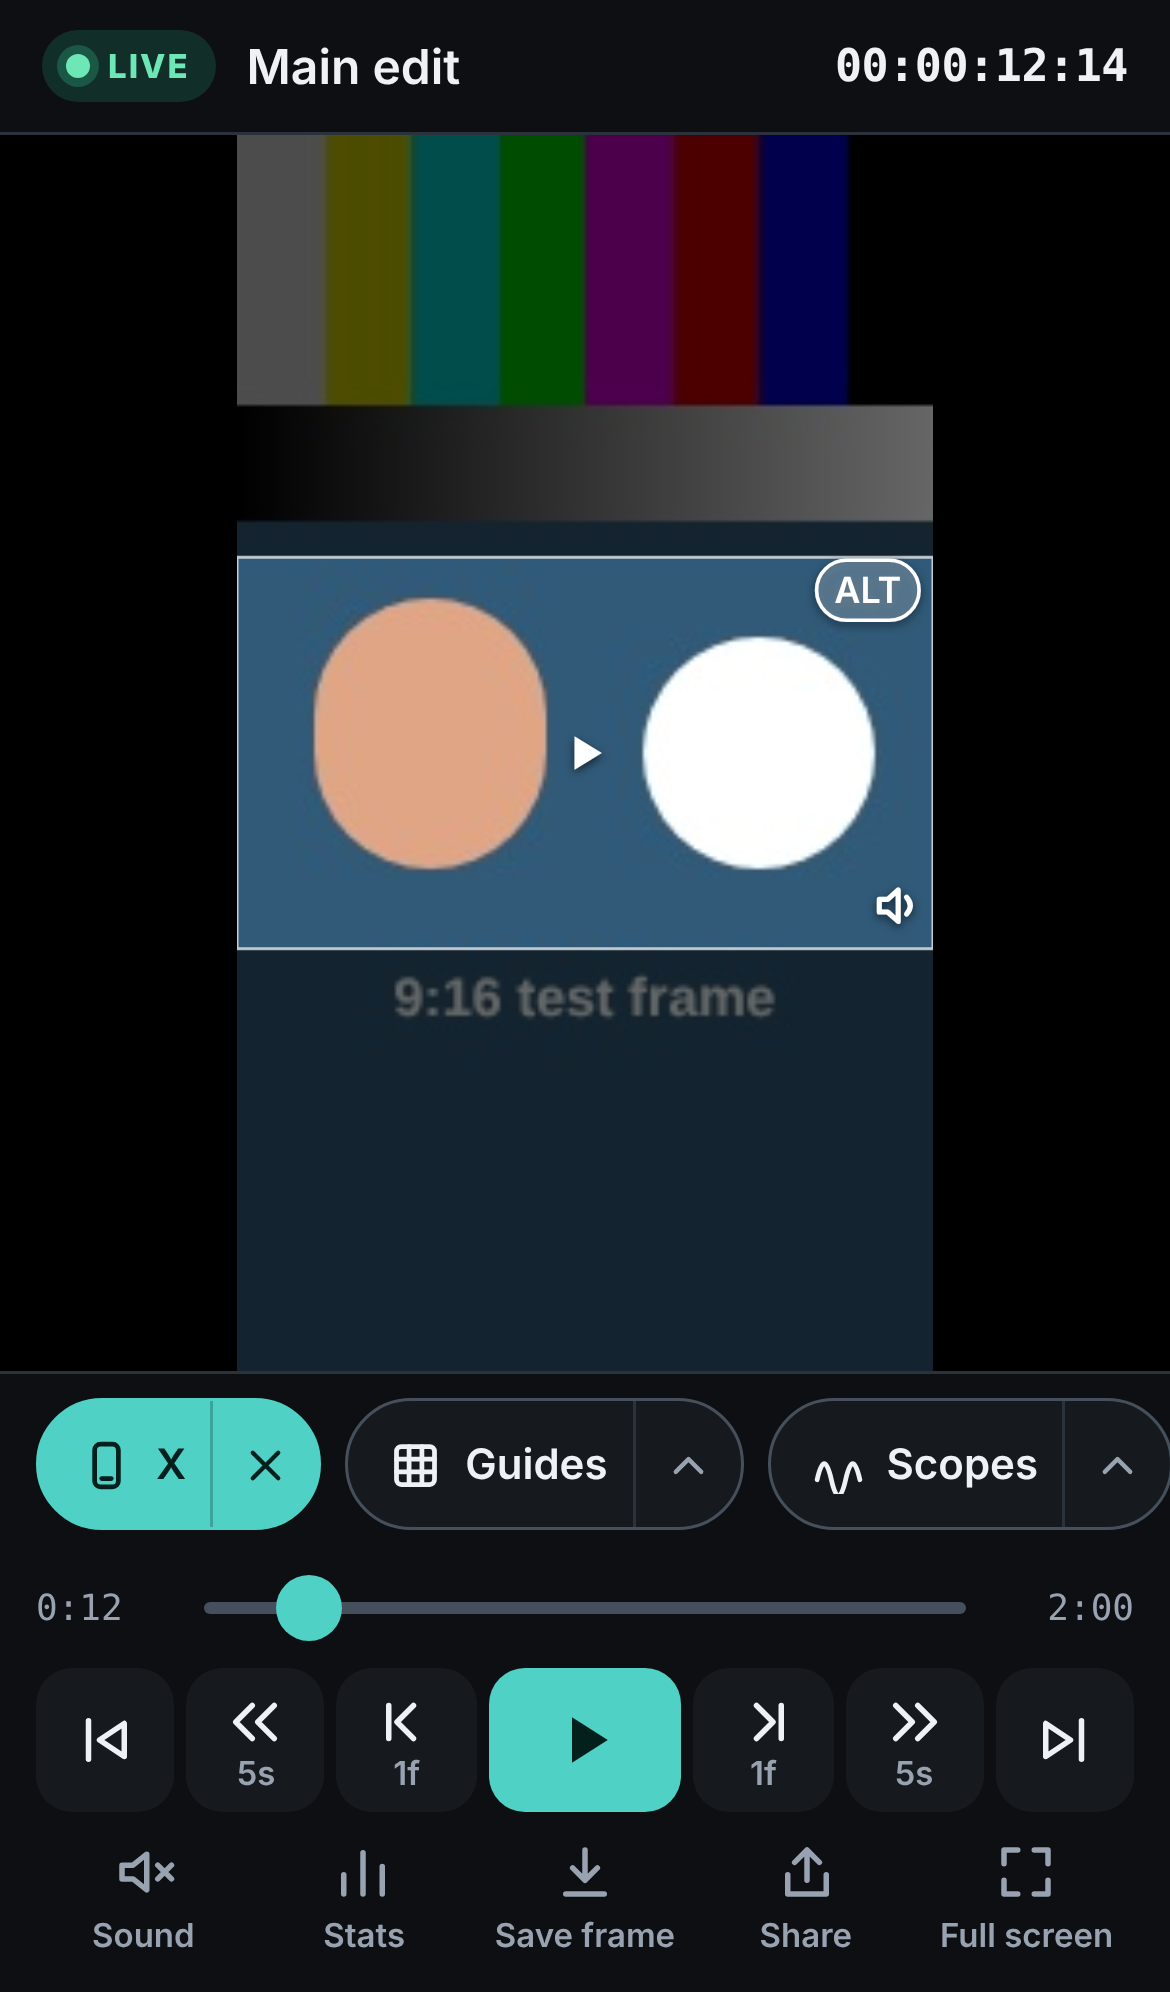 LIVE Main edit 00:00:12:14
ALT
9:16 test frame
X Guides Scopes
0:12 2:00
5s 1f 1f 5s
Sound Stats Save frame Share Full screen